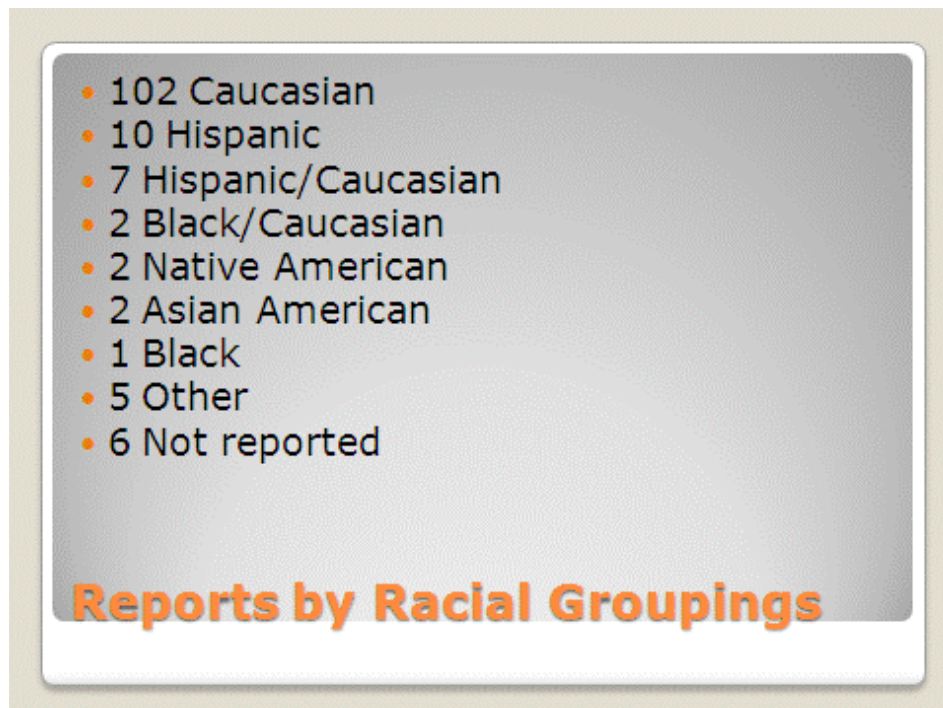 102 Caucasian
10 Hispanic
7 Hispanic/Caucasian
2 Black/Caucasian
2 Native American
2 Asian American
1 Black
5 Other
6 Not reported
Reports by Racial Groupings